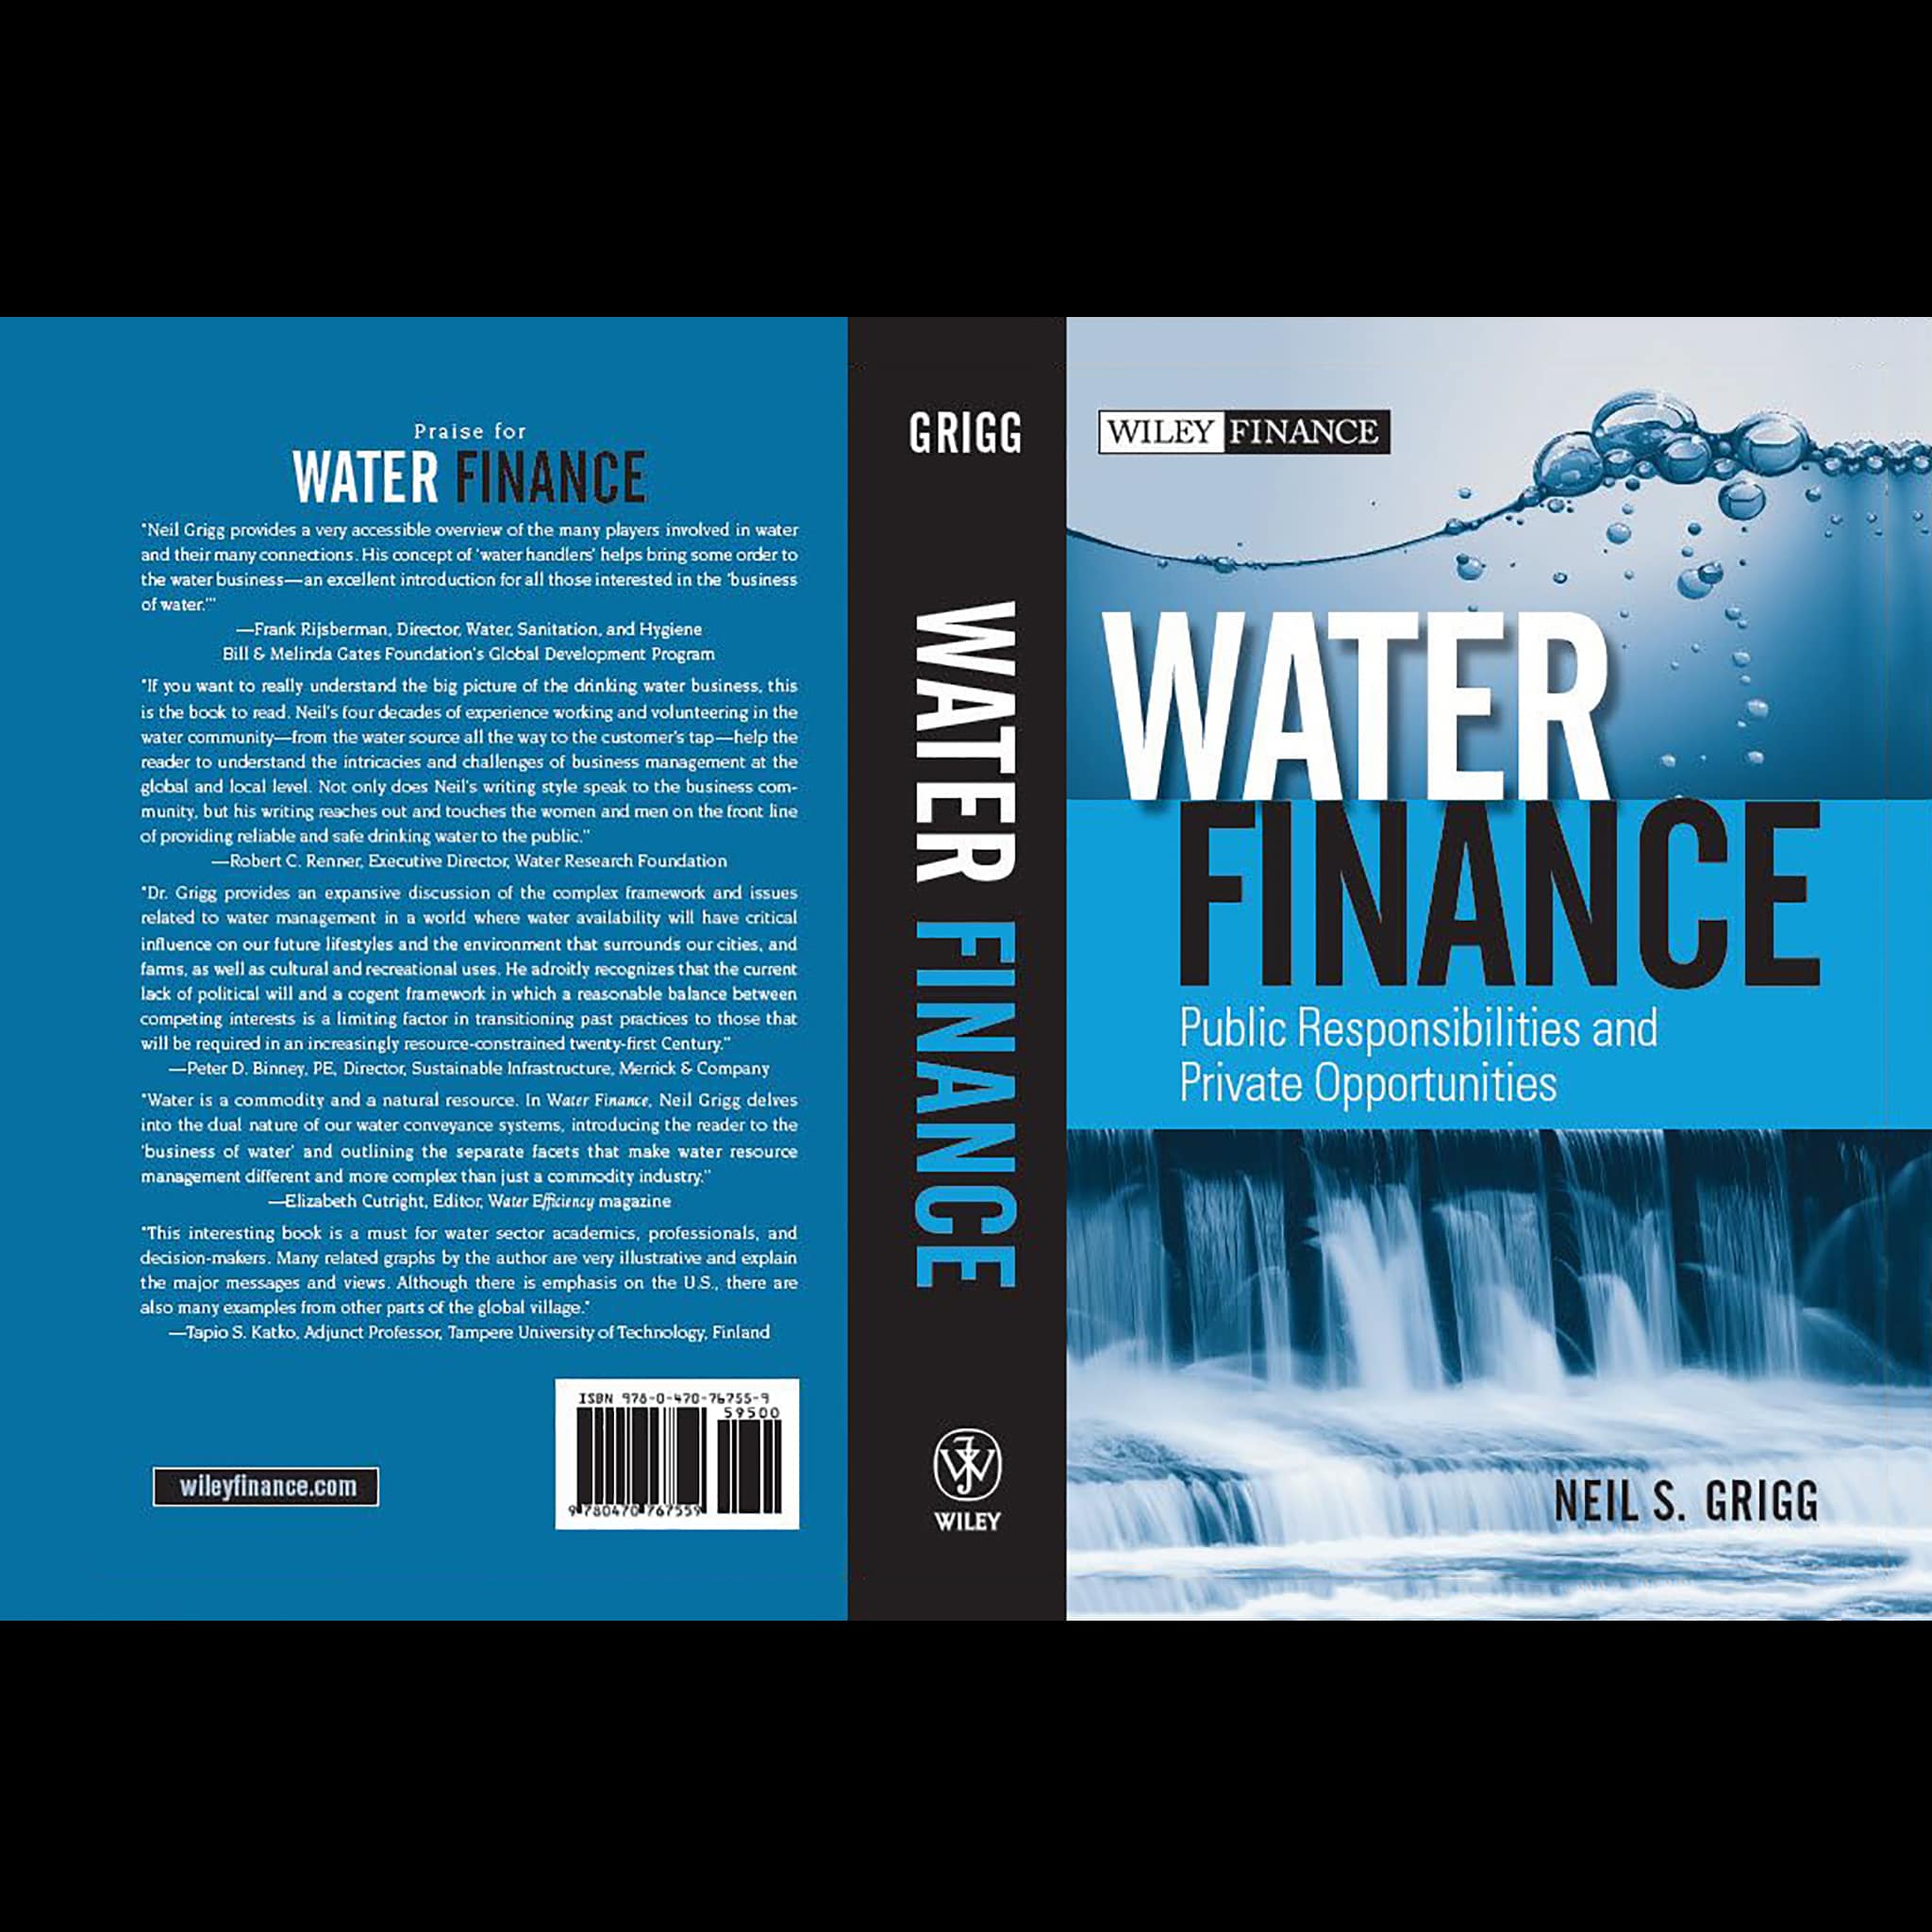 Praise for
WATER FINANCE
"Neil Grigg provides a very accessible overview of the many players involved in water
and their many connections. His concept of 'water handlers' helps bring some order to
the water business—an excellent introduction for all those interested in the 'business
of water.'"
—Frank Rijsberman, Director, Water, Sanitation, and Hygiene
Bill & Melinda Gates Foundation's Global Development Program
"If you want to really understand the big picture of the drinking water business, this
is the book to read. Neil's four decades of experience working and volunteering in the
water community—from the water source all the way to the customer's tap—help the
reader to understand the intricacies and challenges of business management at the
global and local level. Not only does Neil's writing style speak to the business com-
munity, but his writing reaches out and touches the women and men on the front line
of providing reliable and safe drinking water to the public."
—Robert C. Renner, Executive Director, Water Research Foundation
"Dr. Grigg provides an expansive discussion of the complex framework and issues
related to water management in a world where water availability will have critical
influence on our future lifestyles and the environment that surrounds our cities, and
farms, as well as cultural and recreational uses. He adroitly recognizes that the current
lack of political will and a cogent framework in which a reasonable balance between
competing interests is a limiting factor in transitioning past practices to those that
will be required in an increasingly resource-constrained twenty-first Century."
—Peter D. Binney, PE, Director, Sustainable Infrastructure, Merrick & Company
"Water is a commodity and a natural resource. In Water Finance, Neil Grigg delves
into the dual nature of our water conveyance systems, introducing the reader to the
'business of water' and outlining the separate facets that make water resource
management different and more complex than just a commodity industry."
—Elizabeth Cutright, Editor, Water Efficiency magazine
"This interesting book is a must for water sector academics, professionals, and
decision-makers. Many related graphs by the author are very illustrative and explain
the major messages and views. Although there is emphasis on the U.S., there are
also many examples from other parts of the global village."
—Tapio S. Katko, Adjunct Professor, Tampere University of Technology, Finland
wileyfinance.com
ISBN 978-0-470-76755-9
59500
9 780470 767559
GRIGG
WATER FINANCE
WILEY
WILEY FINANCE
WATER
FINANCE
Public Responsibilities and
Private Opportunities
NEIL S. GRIGG